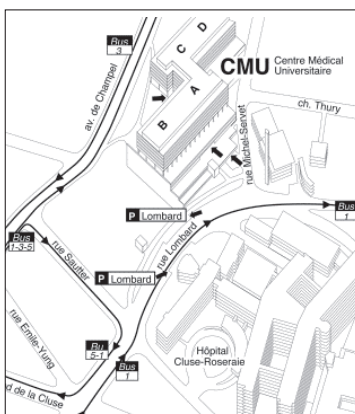 Bus
3
C
D
CMU Centre Médical
Universitaire
av. de Champel
A
B
ch. Thury
rue Michel-Servet
P Lombard
Bus
1
Bus
1-3-5
rue Sautter
rue Lombard
P Lombard
rue Emile-Yung
Hôpital
Cluse-Roseraie
Bu
5-1
Bus
1
d de la Cluse